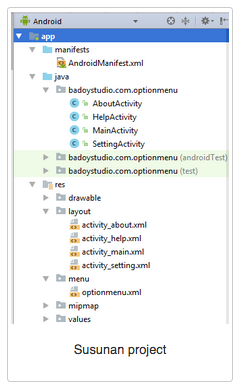 Android
app
manifests
AndroidManifest.xml
java
badoystudio.com.optionmenu
AboutActivity
HelpActivity
MainActivity
SettingActivity
badoystudio.com.optionmenu (androidTest)
badoystudio.com.optionmenu (test)
res
drawable
layout
activity_about.xml
activity_help.xml
activity_main.xml
activity_setting.xml
menu
optionmenu.xml
mipmap
values
Susunan project